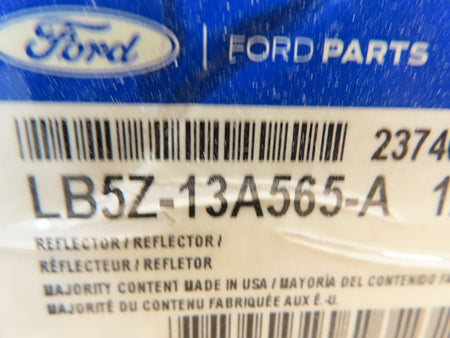 Ford
FORD PARTS
2374
LB5Z-13A565-A
REFLECTOR / REFLECTOR /
RÉFLECTEUR / REFLETOR
MAJORITY CONTENT MADE IN USA / MAYORÍA DEL CONTENIDO
MAJORITÉ DU CONTENU FABRIQUÉE AUX É.-U.